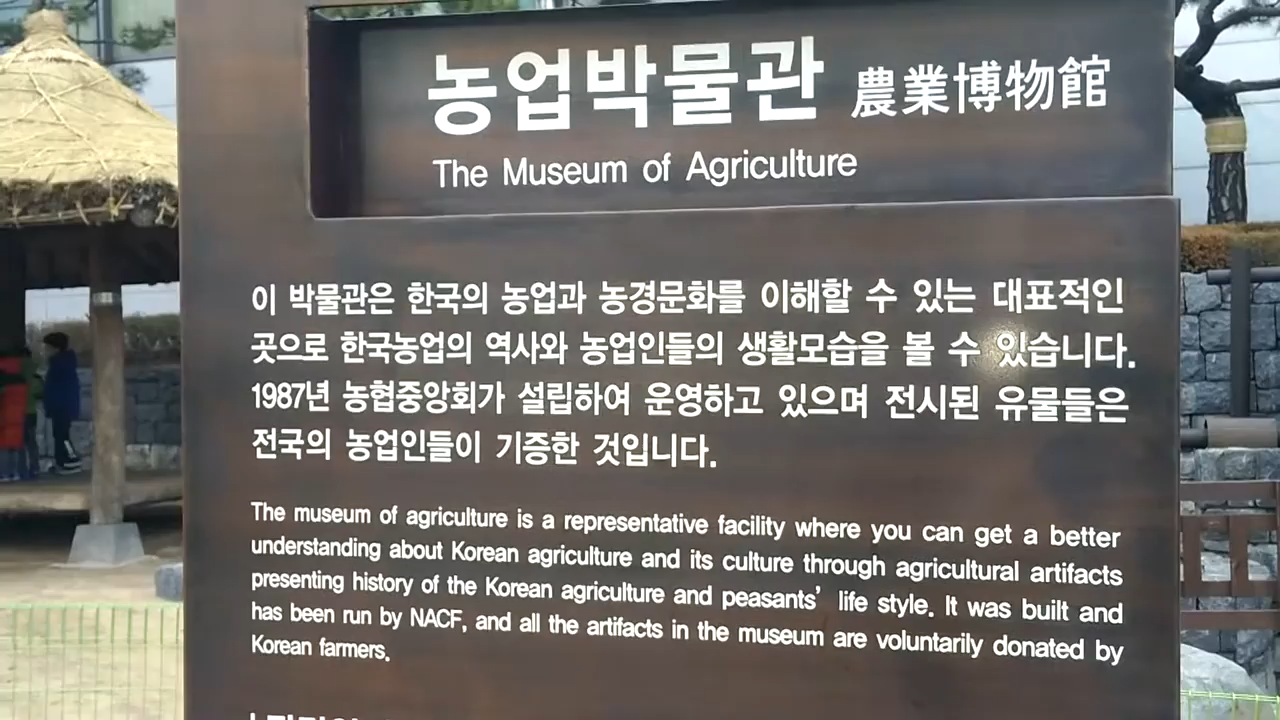 농업박물관 農業博物館
The Museum of Agriculture
이 박물관은 한국의 농업과 농경문화를 이해할 수 있는 대표적인
곳으로 한국농업의 역사와 농업인들의 생활모습을 볼 수 있습니다.
1987년 농협중앙회가 설립하여 운영하고 있으며 전시된 유물들은
전국의 농업인들이 기증한 것입니다.
The museum of agriculture is a representative facility where you can get a better
understanding about Korean agriculture and its culture through agricultural artifacts
presenting history of the Korean agriculture and peasants' life style. It was built and
has been run by NACF, and all the artifacts in the museum are voluntarily donated by
Korean farmers.